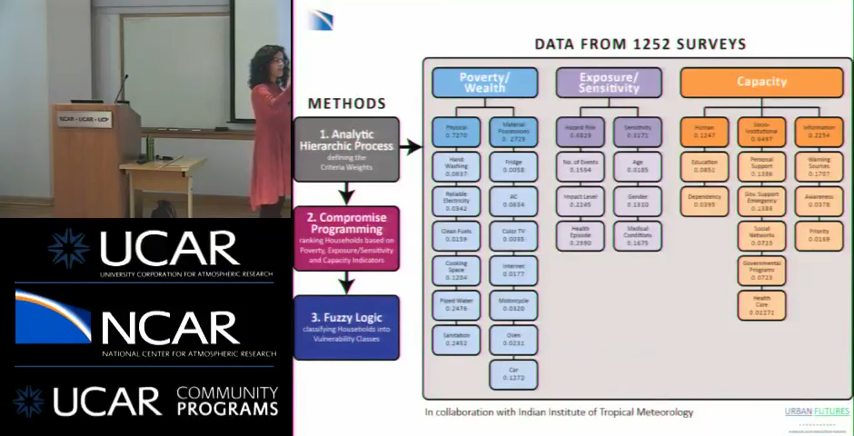 NCAR - UCAR - UCP
UCAR
UNIVERSITY CORPORATION FOR ATMOSPHERIC RESEARCH
NCAR
NATIONAL CENTER FOR ATMOSPHERIC RESEARCH
UCAR COMMUNITY
PROGRAMS
METHODS
1. Analytic
Hierarchic Process
defining the
Criteria Weights
2. Compromise
Programming
ranking Households based on
Poverty, Exposure/Sensitivity
and Capacity Indicators
3. Fuzzy Logic
classifying Households into
Vulnerability Classes
DATA FROM 1252 SURVEYS
Poverty/
Wealth
Physical
0.7270
Hand
Washing
0.0637
Reliable
Electricity
0.0342
Clean Fuels
0.0159
Cooking
Space
0.1204
Piped Water
0.2476
Sanitation
0.2452
Material
Possessions
0.2729
Fridge
0.0058
AC
0.0654
Color TV
0.0035
Internet
0.0177
Motorcycle
0.0320
Oven
0.0231
Car
0.1272
Exposure/
Sensitivity
Hazard Risk
0.6829
No. of Events
0.1594
Impact Level
0.2245
Health
Episode
0.2990
Sensitivity
0.3171
Age
0.0185
Gender
0.1310
Medical
Conditions
0.1675
Capacity
Human
0.1247
Education
0.0852
Dependency
0.0395
Socio-
Institutional
0.6497
Personal
Support
0.1386
Gov. Support
Emergency
0.1386
Social
Networks
0.0723
Governmental
Programs
0.0723
Health
Care
0.02271
Information
0.2254
Warning
Sources
0.1707
Awareness
0.0378
Priority
0.0169
In collaboration with Indian Institute of Tropical Meteorology
URBAN FUTURES